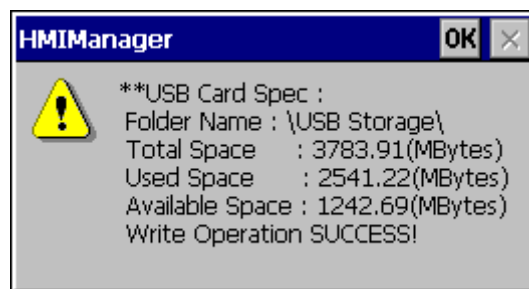 HMIManager OK
**USB Card Spec :
Folder Name : \USB Storage\
Total Space : 3783.91(MBytes)
Used Space : 2541.22(MBytes)
Available Space : 1242.69(MBytes)
Write Operation SUCCESS!